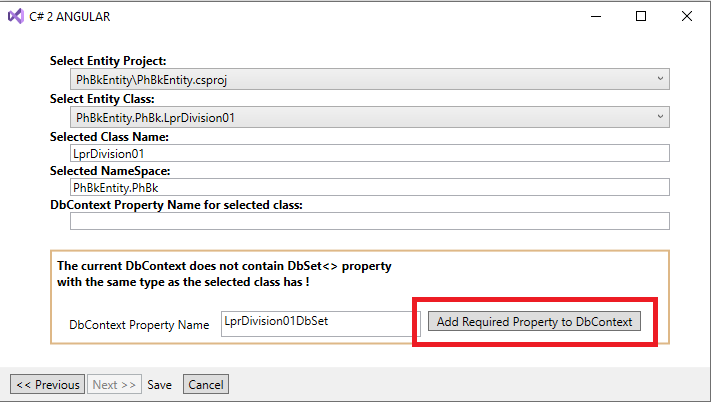 C# 2 ANGULAR
Select Entity Project:
PhBkEntity\PhBkEntity.csproj
Select Entity Class:
PhBkEntity.PhBk.LprDivision01
Selected Class Name:
LprDivision01
Selected NameSpace:
PhBkEntity.PhBk
DbContext Property Name for selected class:
The current DbContext does not contain DbSet<> property
with the same type as the selected class has !
DbContext Property Name LprDivision01DbSet Add Required Property to DbContext
<< Previous Next >> Save Cancel